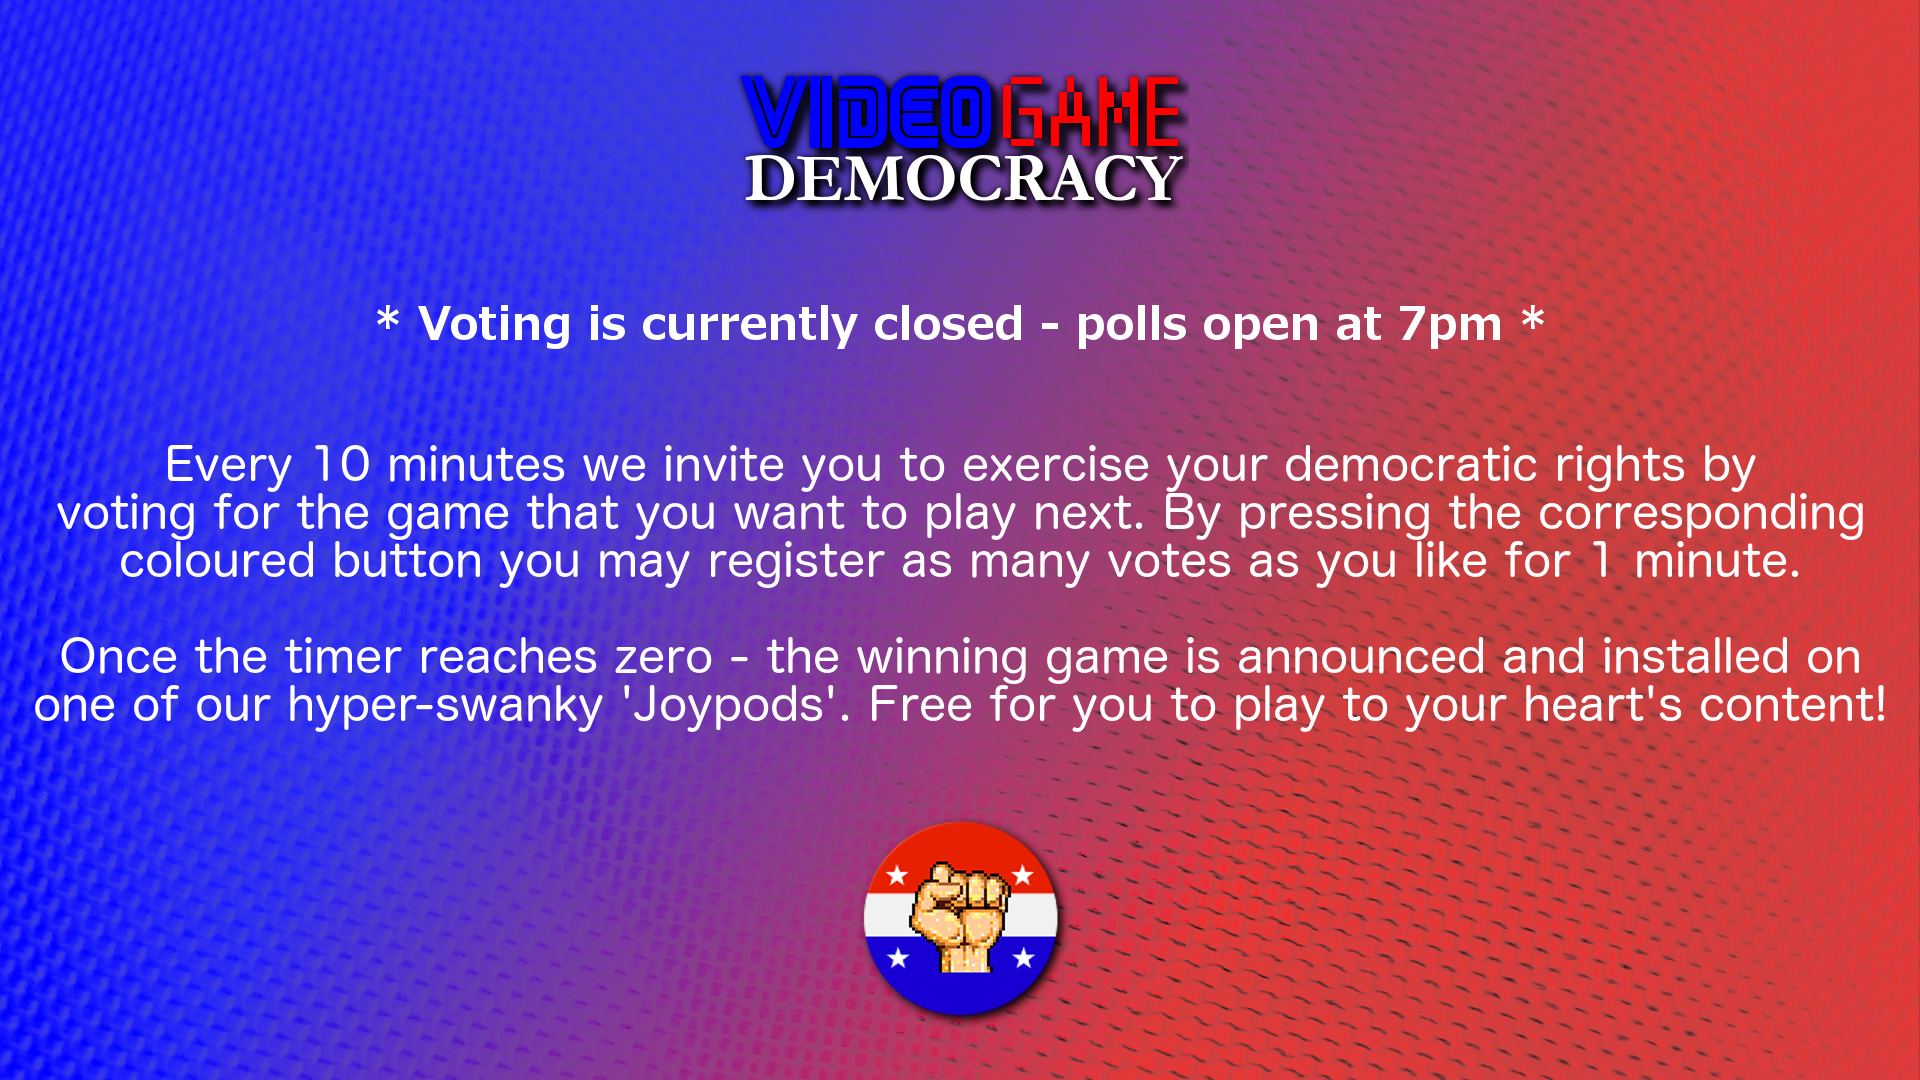 VIDEOGAME
DEMOCRACY
* Voting is currently closed - polls open at 7pm *
Every 10 minutes we invite you to exercise your democratic rights by
voting for the game that you want to play next. By pressing the corresponding
coloured button you may register as many votes as you like for 1 minute.
Once the timer reaches zero - the winning game is announced and installed on
one of our hyper-swanky 'Joypods'. Free for you to play to your heart's content!